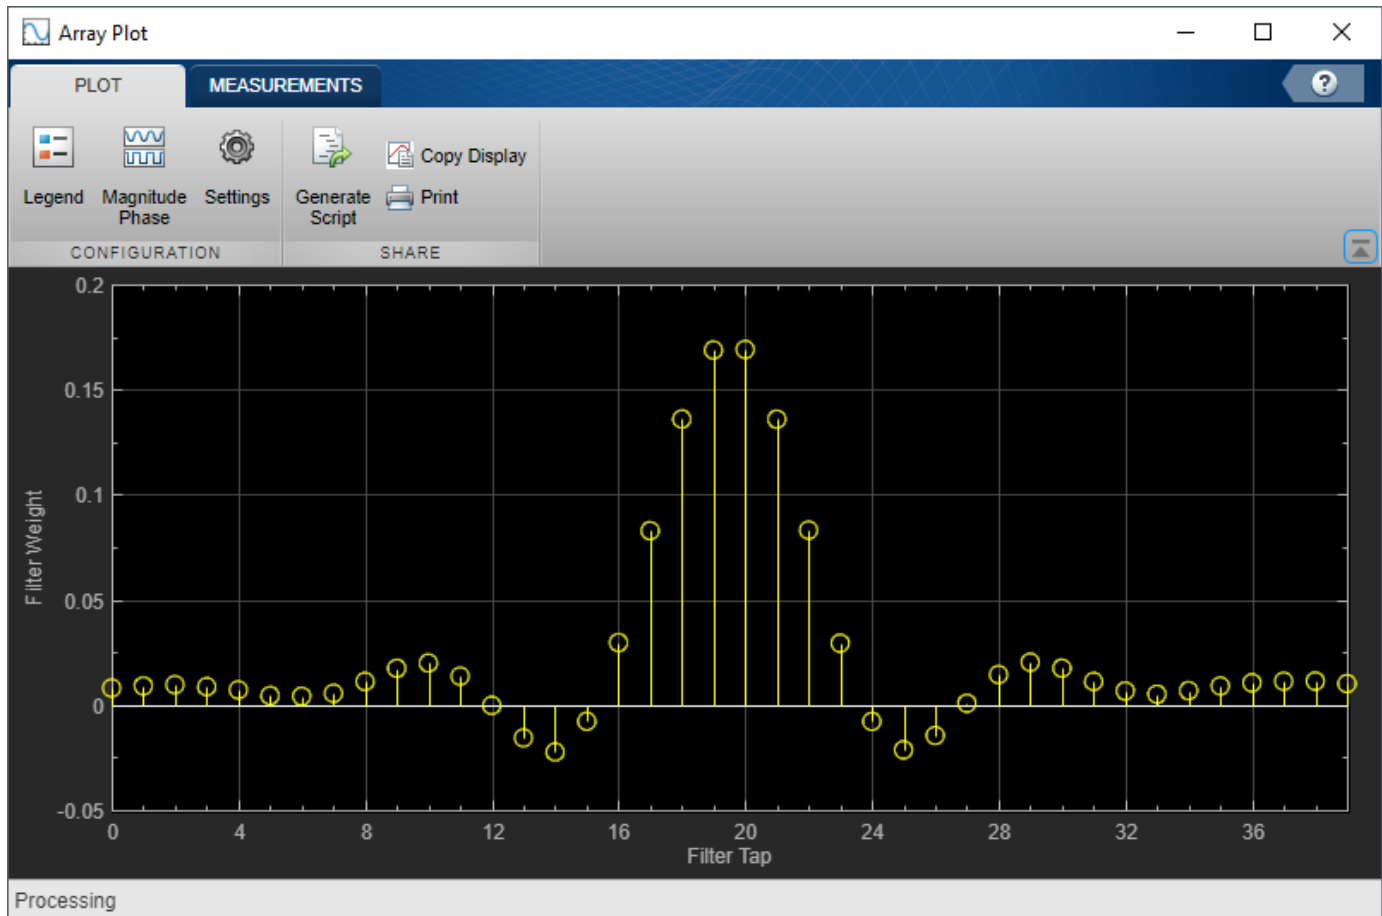 Array Plot
PLOT
MEASUREMENTS
Legend
Magnitude
Phase
Settings
Generate
Script
Copy Display
Print
CONFIGURATION
SHARE
0.2
0.15
0.1
0.05
0
-0.05
Filter Weight
0 4 8 12 16 20 24 28 32 36
Filter Tap
Processing